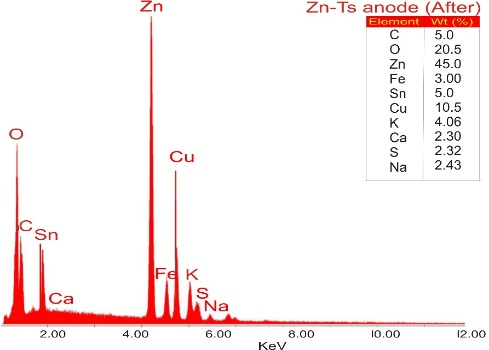 Zn-Ts anode (After)
Element Wt (%)
C 5.0
O 20.5
Zn 45.0
Fe 3.00
Sn 5.0
Cu 10.5
K 4.06
Ca 2.30
S 2.32
Na 2.43
Zn
O
Cu
C
Sn
Fe
K
S
Ca
Na
2.00 4.00 6.00 8.00 10.00 12.00
KeV